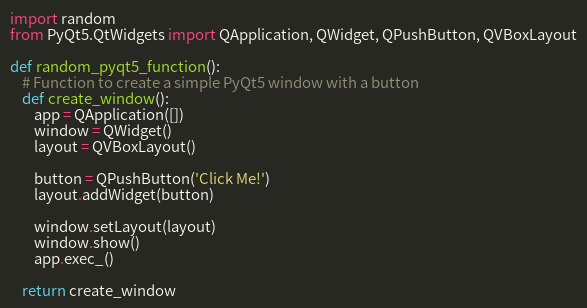 import random
from PyQt5.QtWidgets import QApplication, QWidget, QPushButton, QVBoxLayout

def random_pyqt5_function():
    # Function to create a simple PyQt5 window with a button
    def create_window():
        app = QApplication([])
        window = QWidget()
        layout = QVBoxLayout()

        button = QPushButton('Click Me!')
        layout.addWidget(button)

        window.setLayout(layout)
        window.show()
        app.exec_()

    return create_window